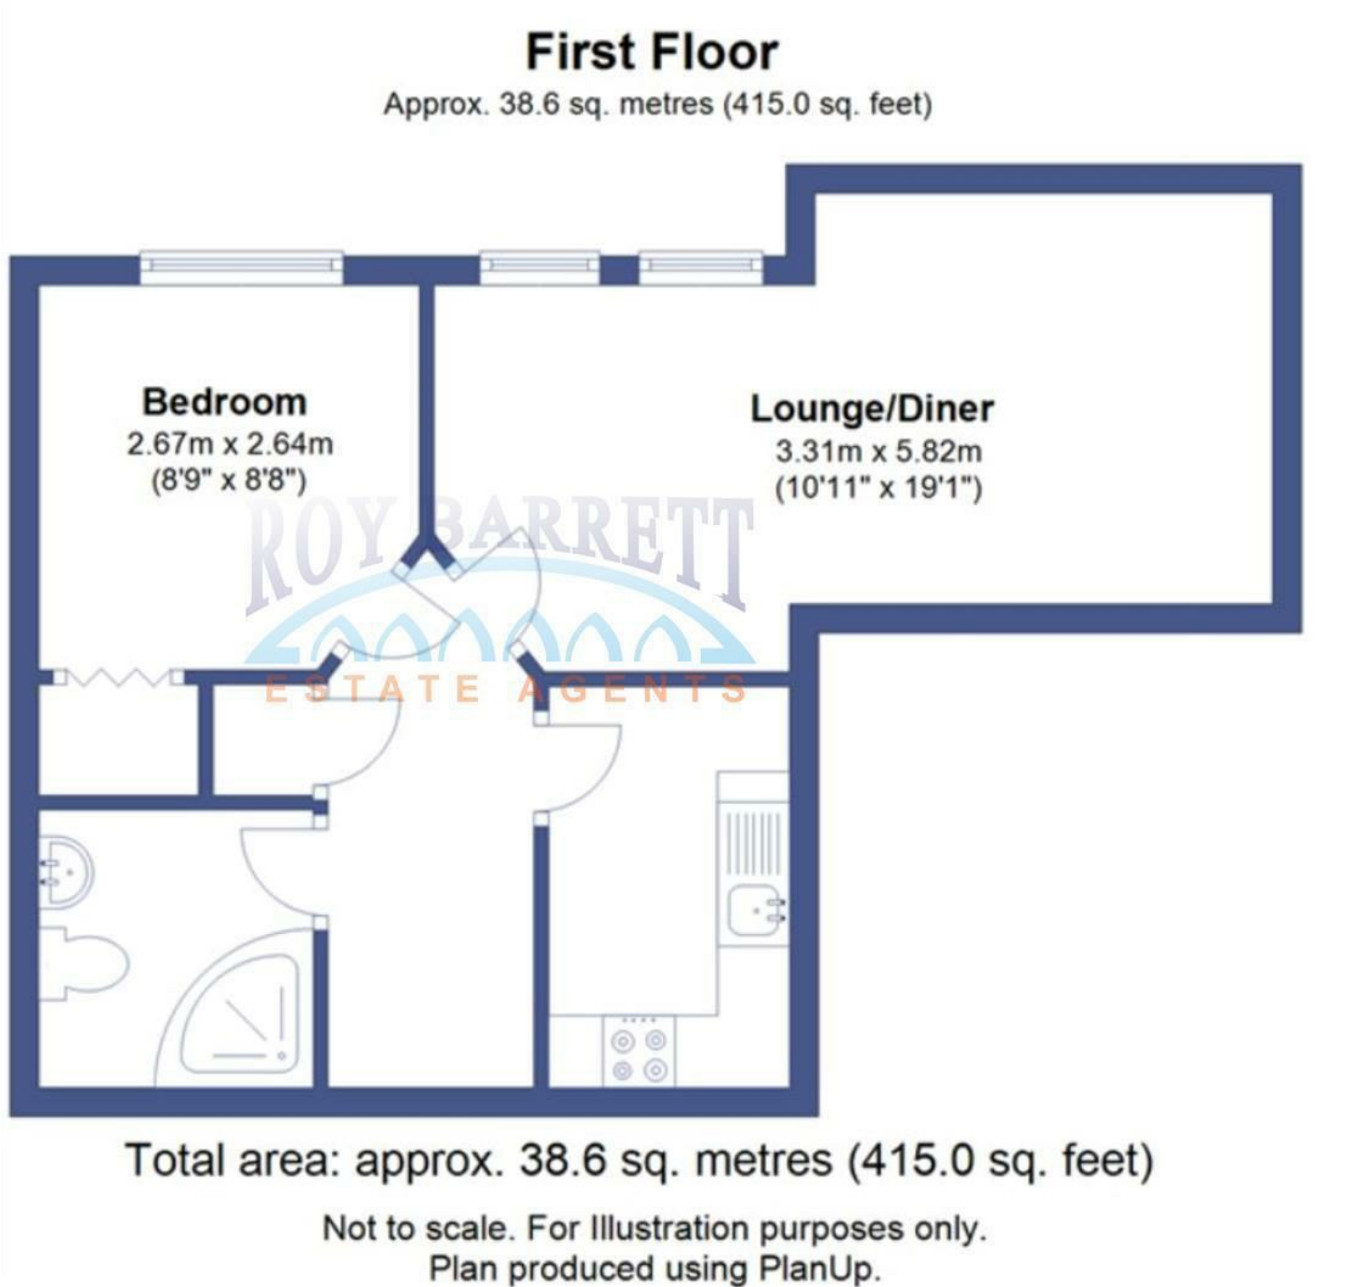 First Floor
Approx. 38.6 sq. metres (415.0 sq. feet)
Bedroom
2.67m x 2.64m
(8'9" x 8'8")
Lounge/Diner
3.31m x 5.82m
(10'11" x 19'1")
ROY BARRETT
ESTATE AGENTS
Total area: approx. 38.6 sq. metres (415.0 sq. feet)
Not to scale. For Illustration purposes only.
Plan produced using PlanUp.